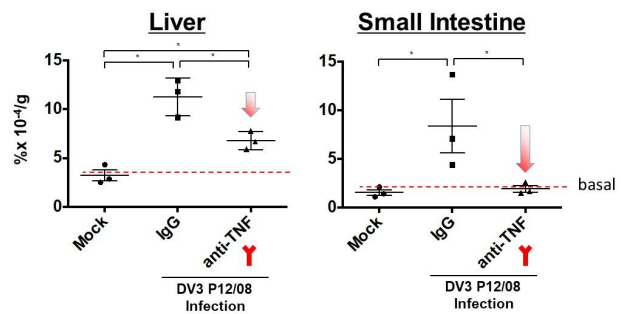 Liver
Small Intestine
* 
* *
* *
15
10
5
0
%x 10⁻⁴/g
15
10
5
0
basal
Mock
IgG
anti-TNF
Mock
IgG
anti-TNF
DV3 P12/08
Infection
DV3 P12/08
Infection